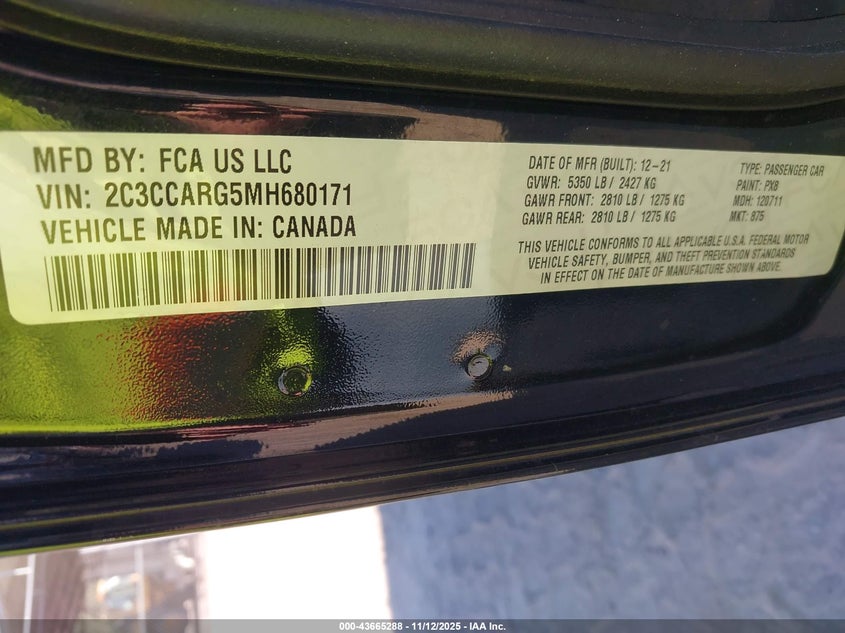 MFD BY: FCA US LLC
VIN: 2C3CCARG5MH680171
VEHICLE MADE IN: CANADA
DATE OF MFR (BUILT): 12-21
GVWR: 5350 LB / 2427 KG
GAWR FRONT: 2810 LB / 1275 KG
GAWR REAR: 2810 LB / 1275 KG
TYPE: PASSENGER CAR
PAINT: PX8
MDH: 120711
MKT: 875
THIS VEHICLE CONFORMS TO ALL APPLICABLE U.S.A. FEDERAL MOTOR
VEHICLE SAFETY, BUMPER, AND THEFT PREVENTION STANDARDS
IN EFFECT ON THE DATE OF MANUFACTURE SHOWN ABOVE.
000-43665288 — 11/12/2025 — IAA Inc.